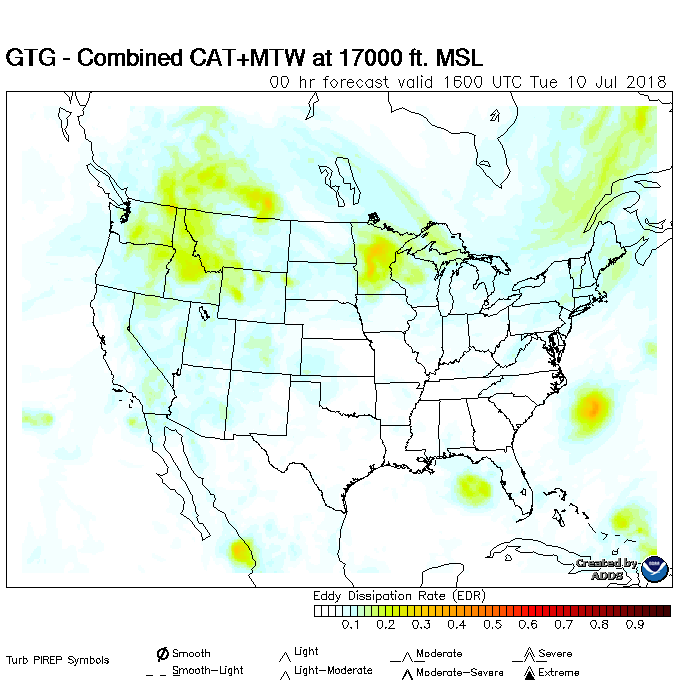 GTG - Combined CAT+MTW at 17000 ft. MSL
00 hr forecast valid 1600 UTC Tue 10 Jul 2018
Created by
ADDS
Eddy Dissipation Rate (EDR)
0.1 0.2 0.3 0.4 0.5 0.6 0.7 0.8 0.9
Turb PIREP Symbols
Smooth Light Moderate Severe
Smooth-Light Light-Moderate Moderate-Severe Extreme